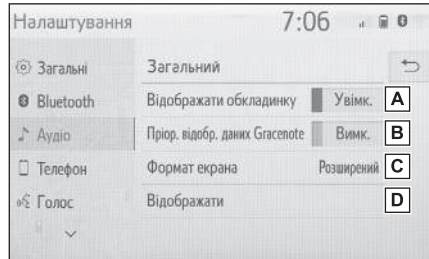 Налаштування 7:06
Загальні
Bluetooth
Аудіо
Телефон
Голос
Загальний
Відображати обкладинку Увімк. A
Пріор. відобр. даних Gracenote Вимк. B
Формат екрана Розширений C
Відображати D